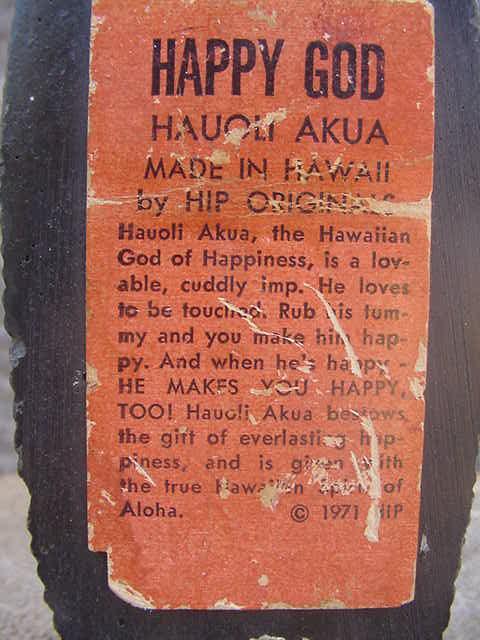 HAPPY GOD
HAUOLI AKUA
MADE IN HAWAII
by HIP ORIGINALS
Hauoli Akua, the Hawaiian
God of Happiness, is a lov-
able, cuddly imp. He loves
to be touched. Rub his tum-
my and you make him hap-
py. And when he's happy -
HE MAKES YOU HAPPY,
TOO! Hauoli Akua bestows
the gift of everlasting hap-
piness, and is given with
the true Hawaiian spirit of
Aloha. © 1971 HIP